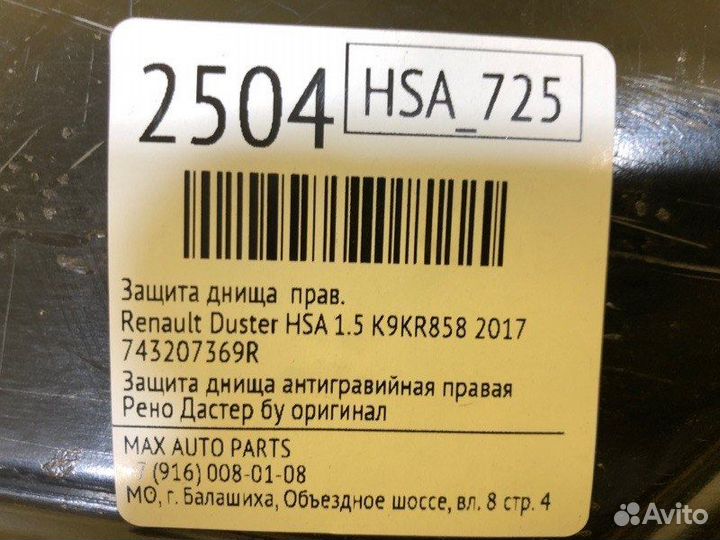 2504 HSA_725
Защита днища прав.
Renault Duster HSA 1.5 K9KR858 2017
743207369R
Защита днища антигравийная правая
Рено Дастер бу оригинал
MAX AUTO PARTS
7 (916) 008-01-08
МО, г. Балашиха, Объездное шоссе, вл. 8 стр. 4
Avito